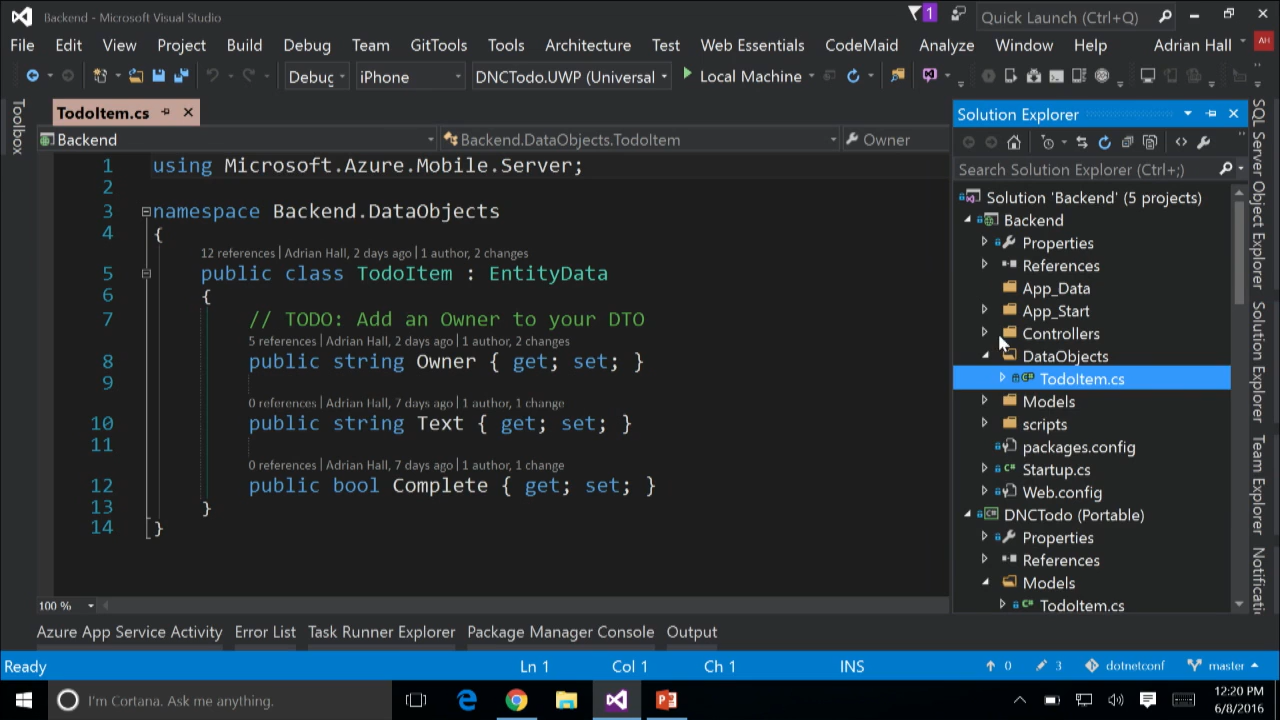 Backend - Microsoft Visual Studio
1
Quick Launch (Ctrl+Q)
File Edit View Project Build Debug Team GitTools Tools Architecture Test Web Essentials CodeMaid Analyze Window Help Adrian Hall AH
Debug iPhone DNCTodo.UWP (Universal Local Machine
Toolbox
TodoItem.cs
Backend Backend.DataObjects.TodoItem Owner
1 using Microsoft.Azure.Mobile.Server;
2
3 namespace Backend.DataObjects
4 {
12 references | Adrian Hall, 2 days ago | 1 author, 2 changes
5 public class TodoItem : EntityData
6 {
7 // TODO: Add an Owner to your DTO
5 references | Adrian Hall, 2 days ago | 1 author, 2 changes
8 public string Owner { get; set; }
9
0 references | Adrian Hall, 7 days ago | 1 author, 1 change
10 public string Text { get; set; }
11
0 references | Adrian Hall, 7 days ago | 1 author, 1 change
12 public bool Complete { get; set; }
13 }
14 }
100 %
Solution Explorer
Search Solution Explorer (Ctrl+;)
Solution 'Backend' (5 projects)
Backend
Properties
References
App_Data
App_Start
Controllers
DataObjects
TodoItem.cs
Models
scripts
packages.config
Startup.cs
Web.config
DNCTodo (Portable)
Properties
References
Models
TodoItem.cs
SQL Server Object Explorer
Solution Explorer
Team Explorer
Azure App Service Activity Error List Task Runner Explorer Package Manager Console Output
Ready Ln 1 Col 1 Ch 1 INS 0 3 dotnetconf master
I'm Cortana. Ask me anything.
12:20 PM
6/8/2016